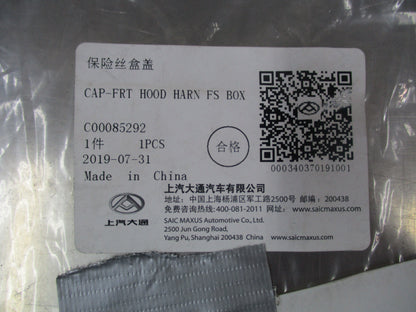 保险丝盒盖
CAP-FRT HOOD HARN FS BOX
C00085292
1件 1PCS
2019-07-31
Made in China
合格
000340370191001
上汽大通
上汽大通汽车有限公司
地址:中国上海杨浦区军工路2500号 邮编:200438
免费咨询热线:400-081-2011 网址:www.saicmaxus.com
SAIC MAXUS Automotive Co., Ltd.
2500 Jun Gong Road,
Yang Pu, Shanghai 200438 China www.saicmaxus.com